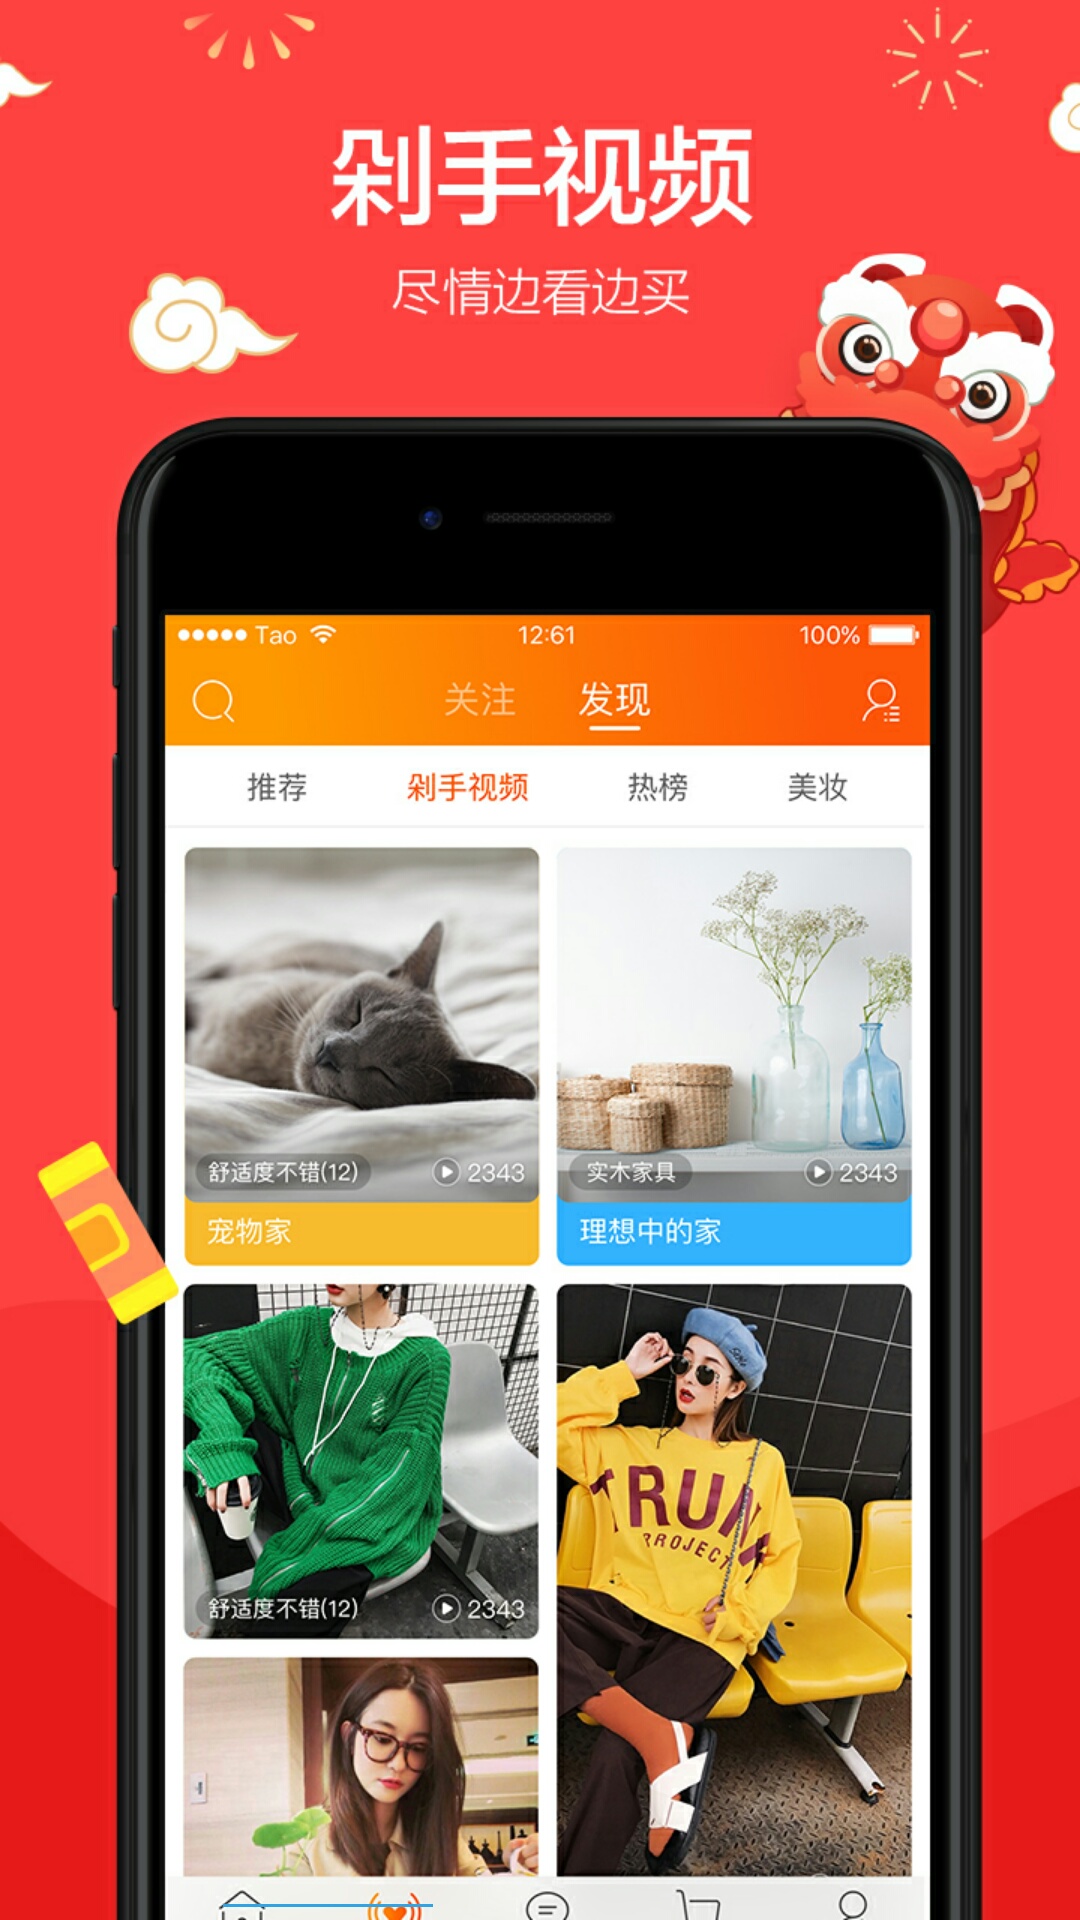 剁手视频
尽情边看边买
Tao 12:61 100%
关注 发现
推荐 剁手视频 热榜 美妆
舒适度不错(12) 2343
实木家具 2343
宠物家
理想中的家
TRUNK
PROJECT
舒适度不错(12) 2343